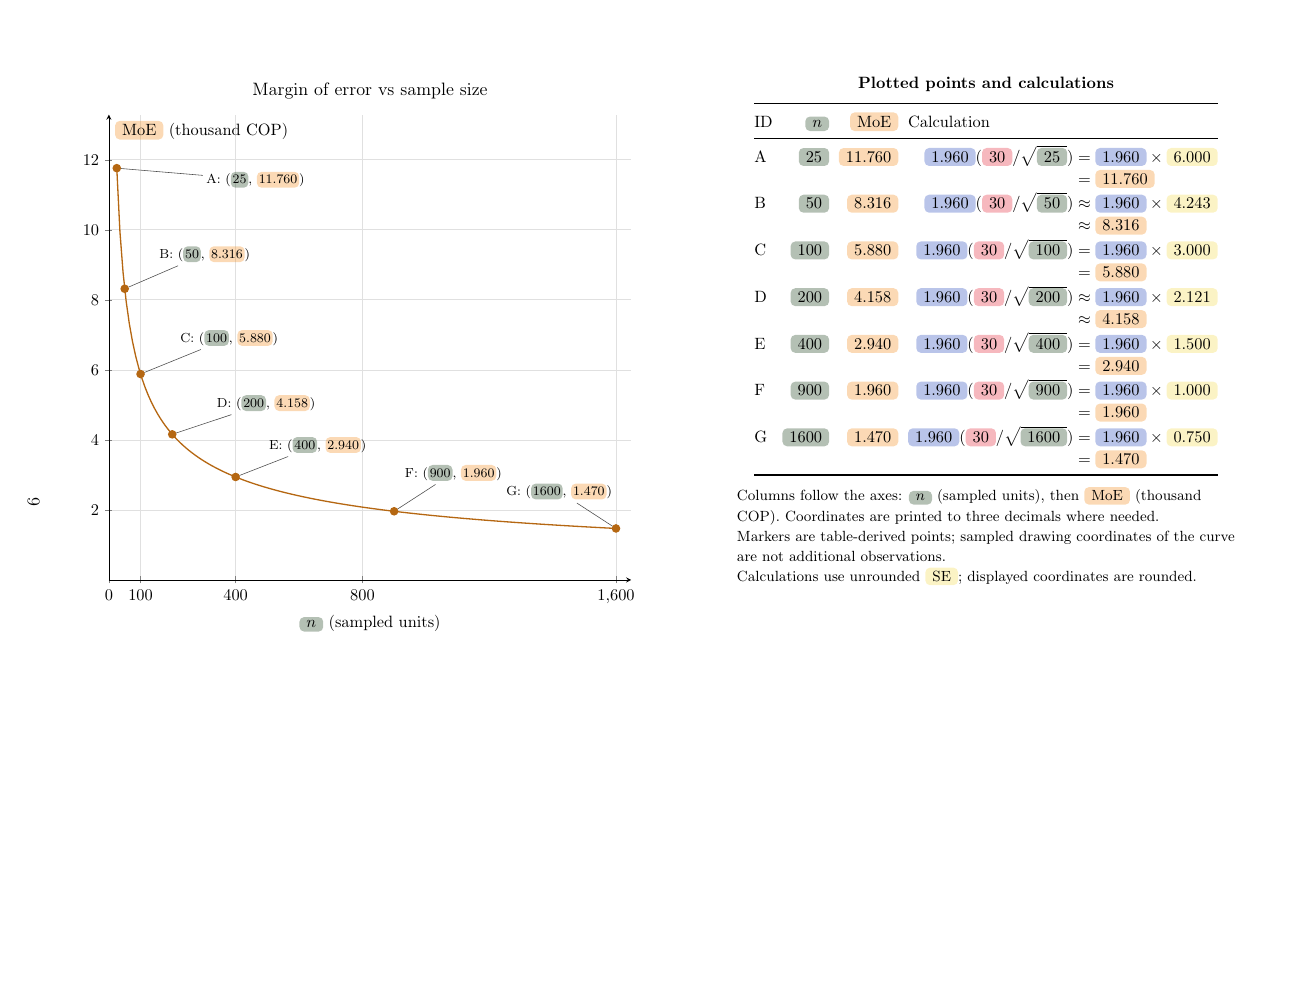 Margin of error vs sample size
MoE (thousand COP)
12
10
8
6
4
2
0 100 400 800 1,600
n (sampled units)
A: (25, 11.760)
B: (50, 8.316)
C: (100, 5.880)
D: (200, 4.158)
E: (400, 2.940)
F: (900, 1.960)
G: (1600, 1.470)
9
Plotted points and calculations
ID n MoE Calculation
A 25 11.760 1.960(30/√25) = 1.960 × 6.000
= 11.760
B 50 8.316 1.960(30/√50) ≈ 1.960 × 4.243
≈ 8.316
C 100 5.880 1.960(30/√100) = 1.960 × 3.000
= 5.880
D 200 4.158 1.960(30/√200) ≈ 1.960 × 2.121
≈ 4.158
E 400 2.940 1.960(30/√400) = 1.960 × 1.500
= 2.940
F 900 1.960 1.960(30/√900) = 1.960 × 1.000
= 1.960
G 1600 1.470 1.960(30/√1600) = 1.960 × 0.750
= 1.470
Columns follow the axes: n (sampled units), then MoE (thousand
COP). Coordinates are printed to three decimals where needed.
Markers are table-derived points; sampled drawing coordinates of the curve
are not additional observations.
Calculations use unrounded SE; displayed coordinates are rounded.